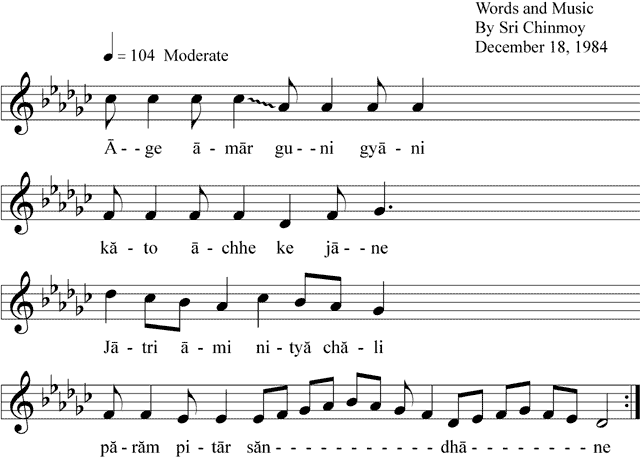 Words and Music
By Sri Chinmoy
December 18, 1984
= 104 Moderate
Ā - - ge ā - mār gu - - ni gyā - ni
kă - to ā - chhe ke jā - - ne
Jā - tri ā - mi ni - tyă chă - li
pă - răm pi - tār săn - - - - - - - - - - - dhā - - - - - - ne